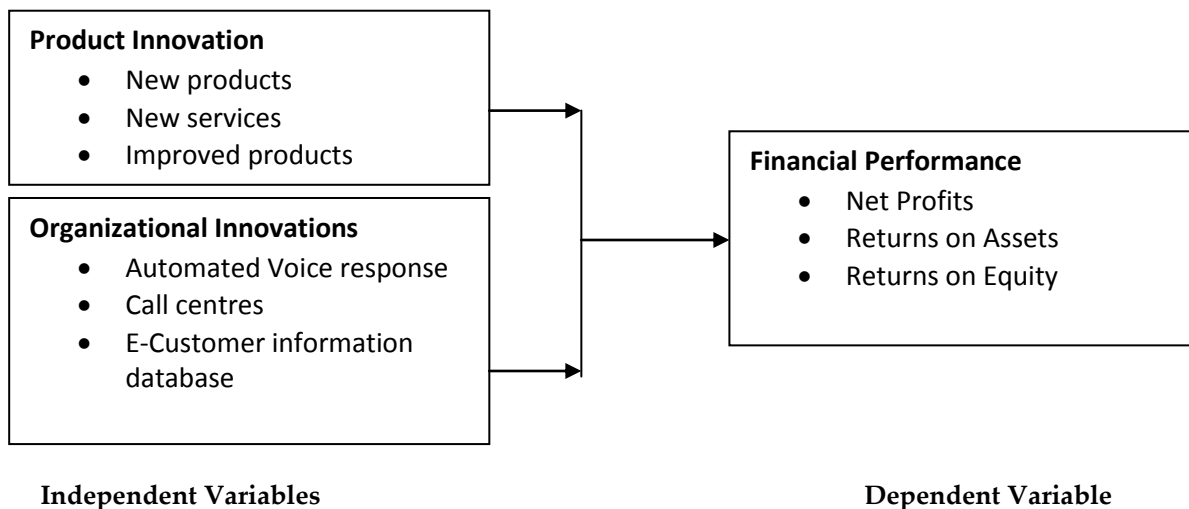 Product Innovation
• New products
• New services
• Improved products
Organizational Innovations
• Automated Voice response
• Call centres
• E-Customer information
database
Financial Performance
• Net Profits
• Returns on Assets
• Returns on Equity
Independent Variables
Dependent Variable